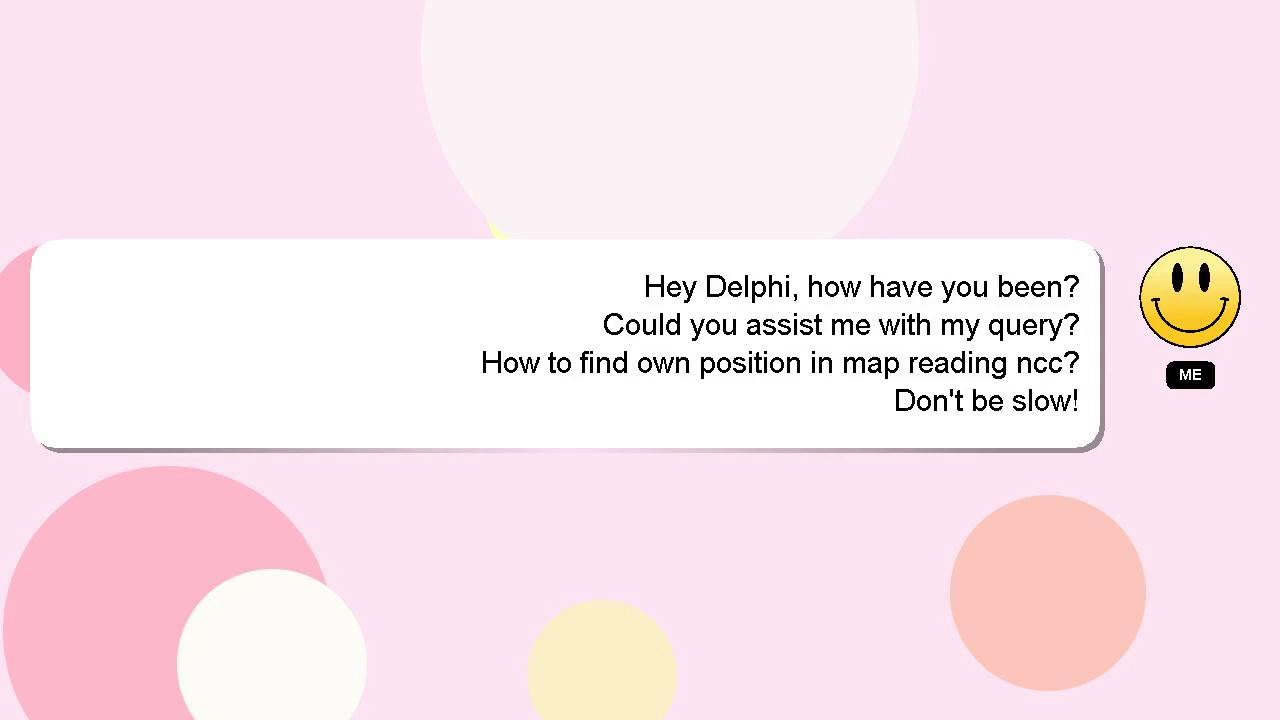 Hey Delphi, how have you been?
Could you assist me with my query?
How to find own position in map reading ncc?
Don't be slow!
ME